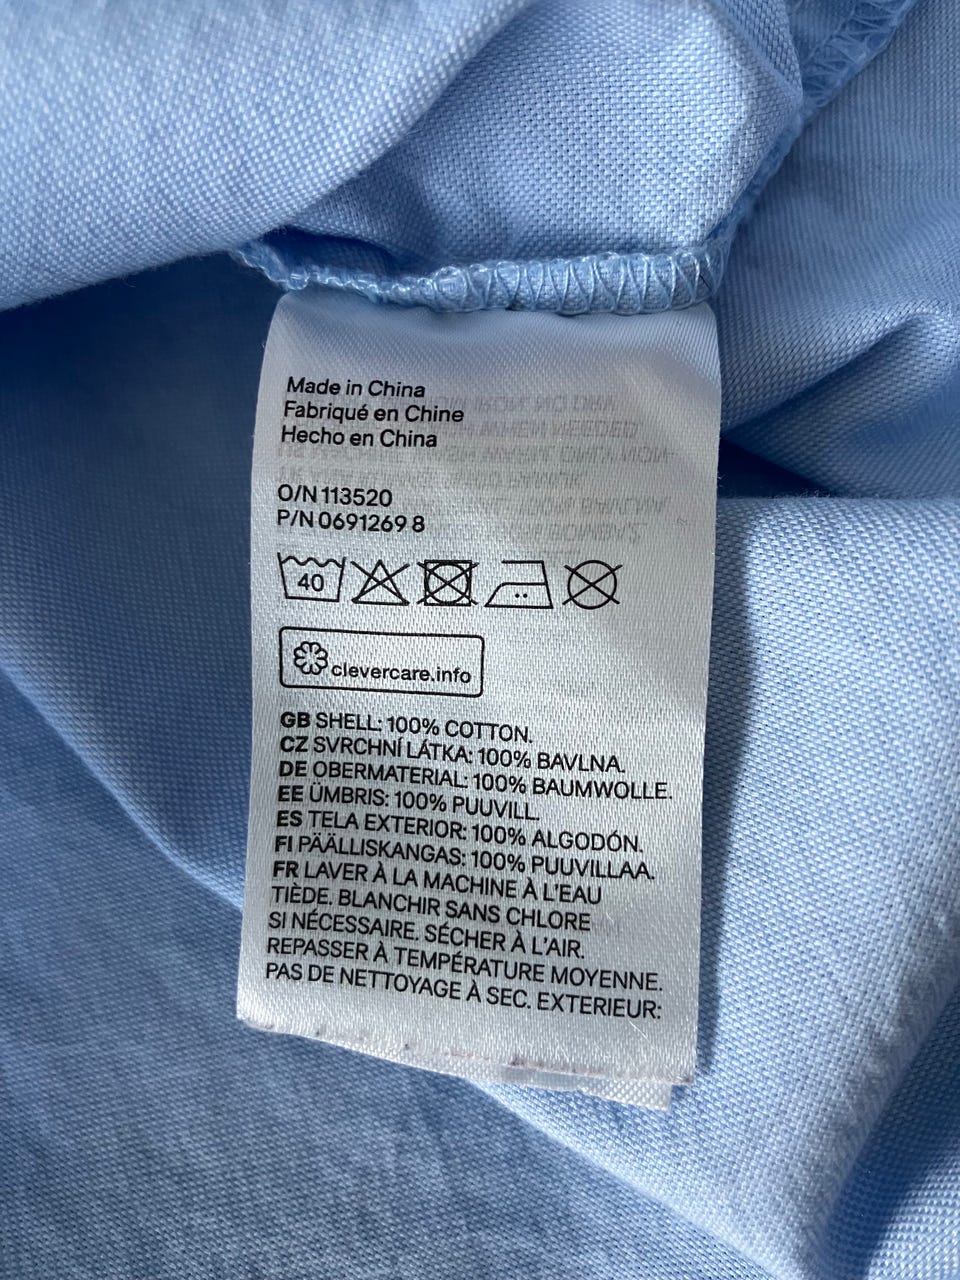 Made in China
Fabriqué en Chine
Hecho en China
O/N 113520
P/N 0691269 8
40
clevercare.info
GB SHELL: 100% COTTON.
CZ SVRCHNÍ LÁTKA: 100% BAVLNA.
DE OBERMATERIAL: 100% BAUMWOLLE.
EE ÜMBRIS: 100% PUUVILL.
ES TELA EXTERIOR: 100% ALGODÓN.
FI PÄÄLLISKANGAS: 100% PUUVILLAA.
FR LAVER À LA MACHINE À L'EAU
TIÈDE. BLANCHIR SANS CHLORE
SI NÉCESSAIRE. SÉCHER À L'AIR.
REPASSER À TEMPÉRATURE MOYENNE.
PAS DE NETTOYAGE À SEC. EXTERIEUR: